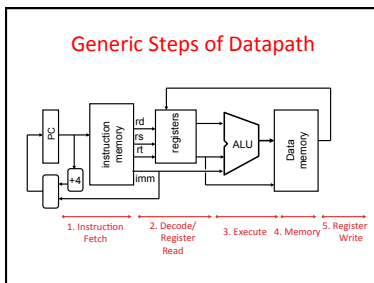 Generic Steps of Datapath
PC
instruction
memory
+4
rd
rs
rt
imm
registers
ALU
Data
memory
1. Instruction
Fetch
2. Decode/
Register
Read
3. Execute
4. Memory
5. Register
Write